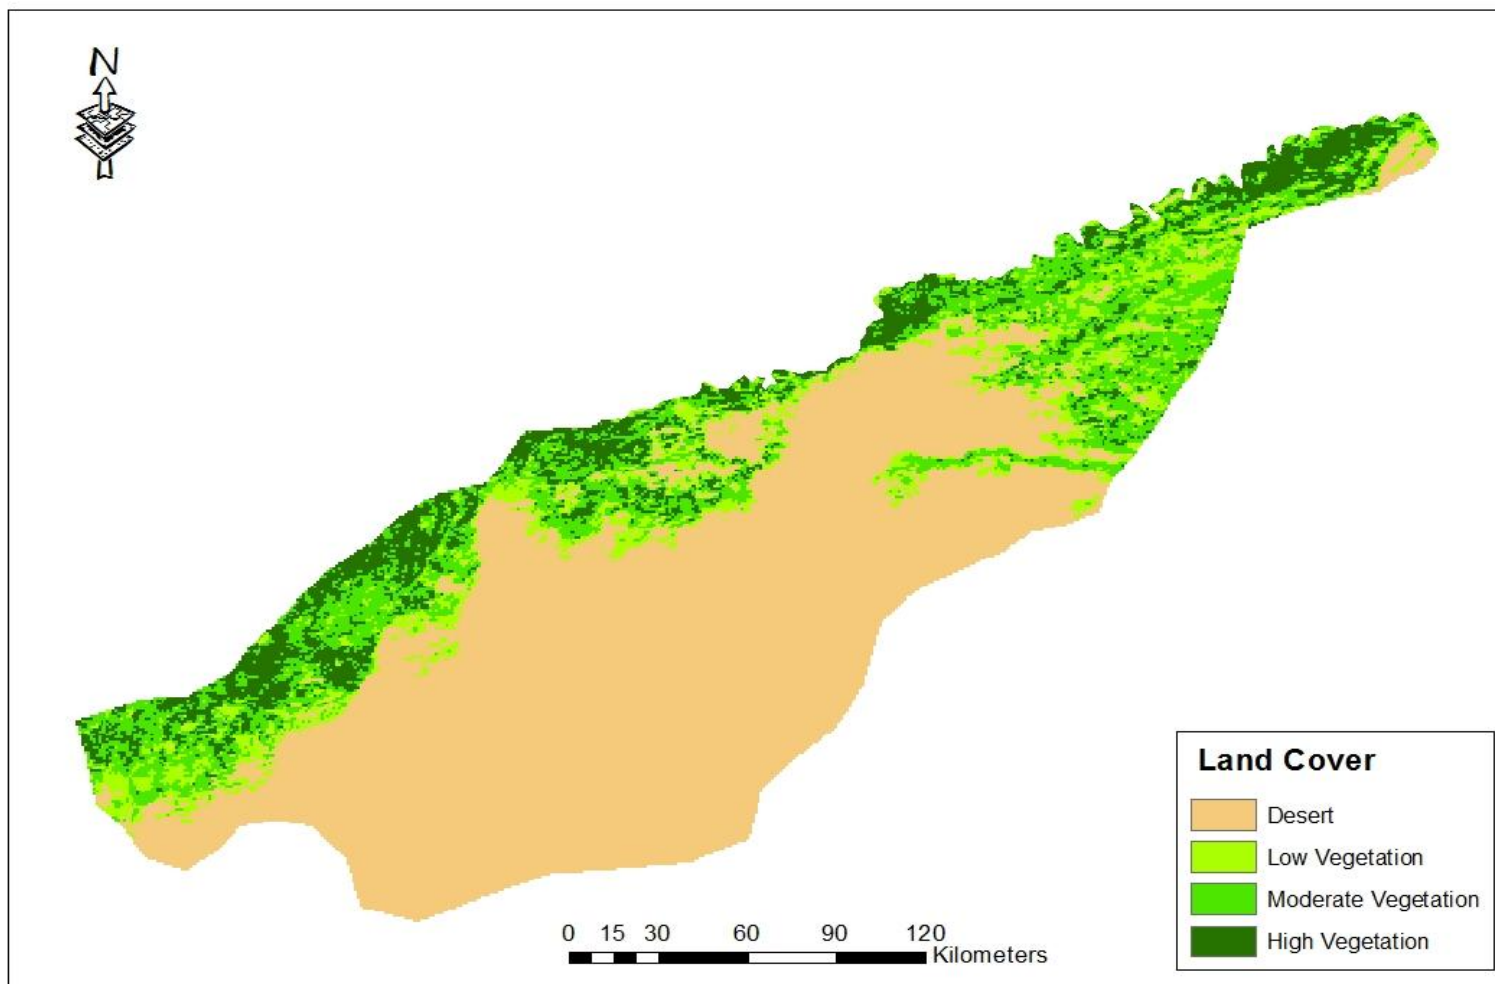 N
Land Cover
Desert
Low Vegetation
Moderate Vegetation
High Vegetation
0 15 30 60 90 120
Kilometers